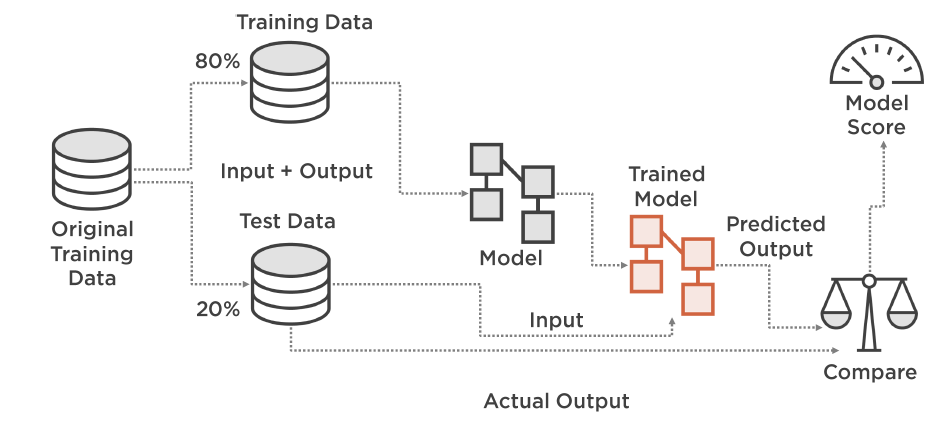 Training Data
80%
Original
Training
Data
Input + Output
Test Data
20%
Model
Trained
Model
Input
Predicted
Output
Actual Output
Compare
Model
Score